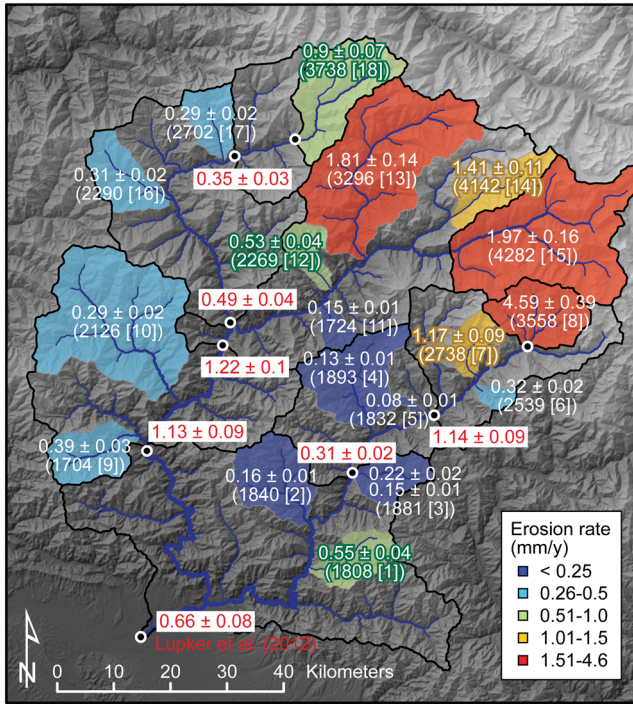 0.9 ± 0.07
(3738 [18])
0.29 ± 0.02
(2702 [17])
0.31 ± 0.02
(2290 [16])
0.35 ± 0.03
1.81 ± 0.14
(3296 [13])
1.41 ± 0.11
(4142 [14])
0.53 ± 0.04
(2269 [12])
1.97 ± 0.16
(4282 [15])
0.29 ± 0.02
(2126 [10])
0.49 ± 0.04
0.15 ± 0.01
(1724 [11])
4.59 ± 0.39
(3558 [8])
1.22 ± 0.1
1.17 ± 0.09
(2738 [7])
0.13 ± 0.01
(1893 [4])
0.08 ± 0.01
(1832 [5])
0.32 ± 0.02
(2539 [6])
1.13 ± 0.09
1.14 ± 0.09
0.39 ± 0.03
(1704 [9])
0.31 ± 0.02
0.16 ± 0.01
(1840 [2])
0.22 ± 0.02
0.15 ± 0.01
(1881 [3])
0.55 ± 0.04
(1808 [1])
0.66 ± 0.08
Lupker et al. (2012)
N
0 10 20 30 40 Kilometers
Erosion rate
(mm/y)
< 0.25
0.26-0.5
0.51-1.0
1.01-1.5
1.51-4.6